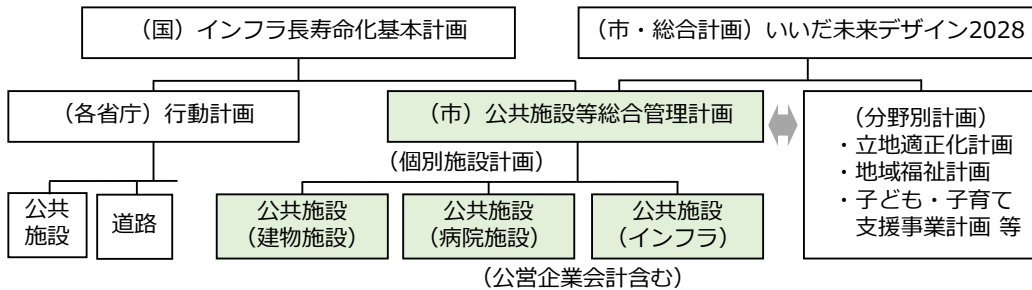 （国）インフラ長寿命化基本計画
（市・総合計画）いいだ未来デザイン2028
（各省庁）行動計画
（市）公共施設等総合管理計画
（分野別計画）
・立地適正化計画
・地域福祉計画
・子ども・子育て
支援事業計画 等
（個別施設計画）
公共
施設
道路
公共施設
（建物施設）
公共施設
（病院施設）
公共施設
（インフラ）
（公営企業会計含む）